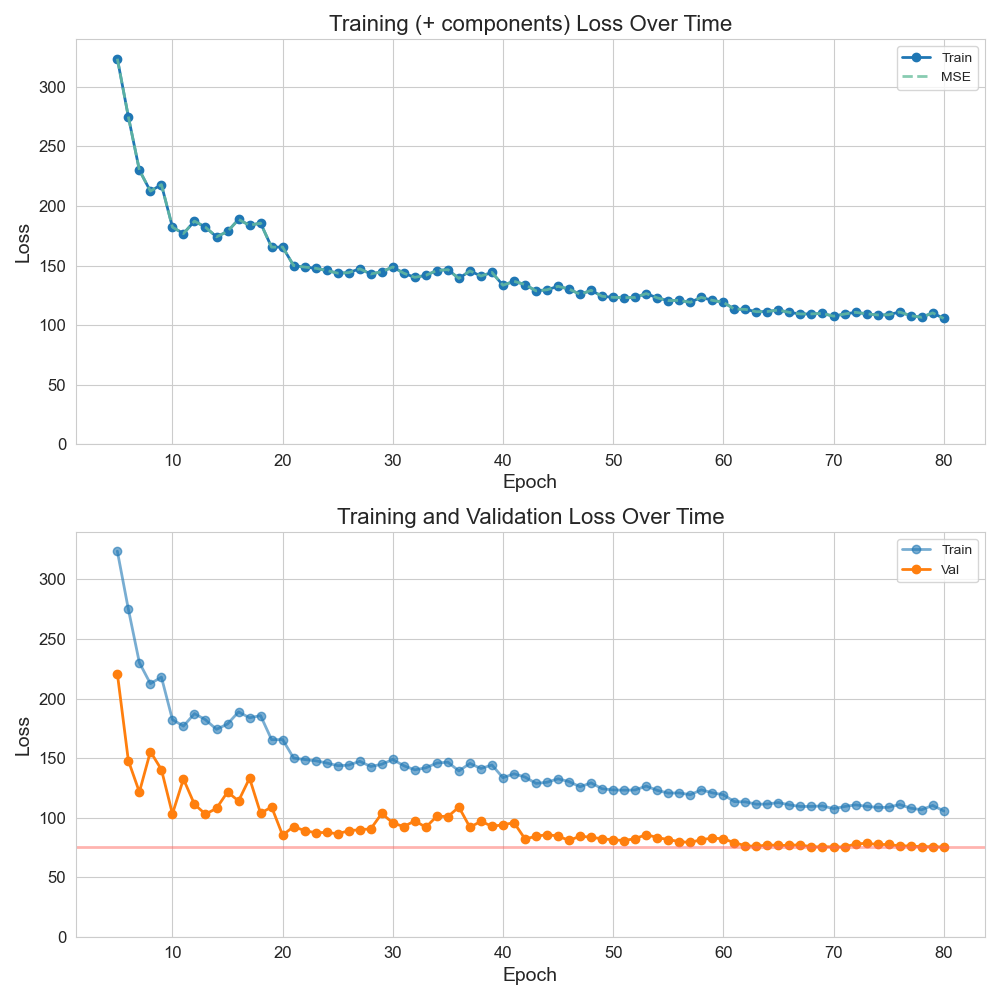 Training (+ components) Loss Over Time
Train
MSE
Loss
300
250
200
150
100
50
0
10 20 30 40 50 60 70 80
Epoch
Training and Validation Loss Over Time
Train
Val
Loss
300
250
200
150
100
50
0
10 20 30 40 50 60 70 80
Epoch